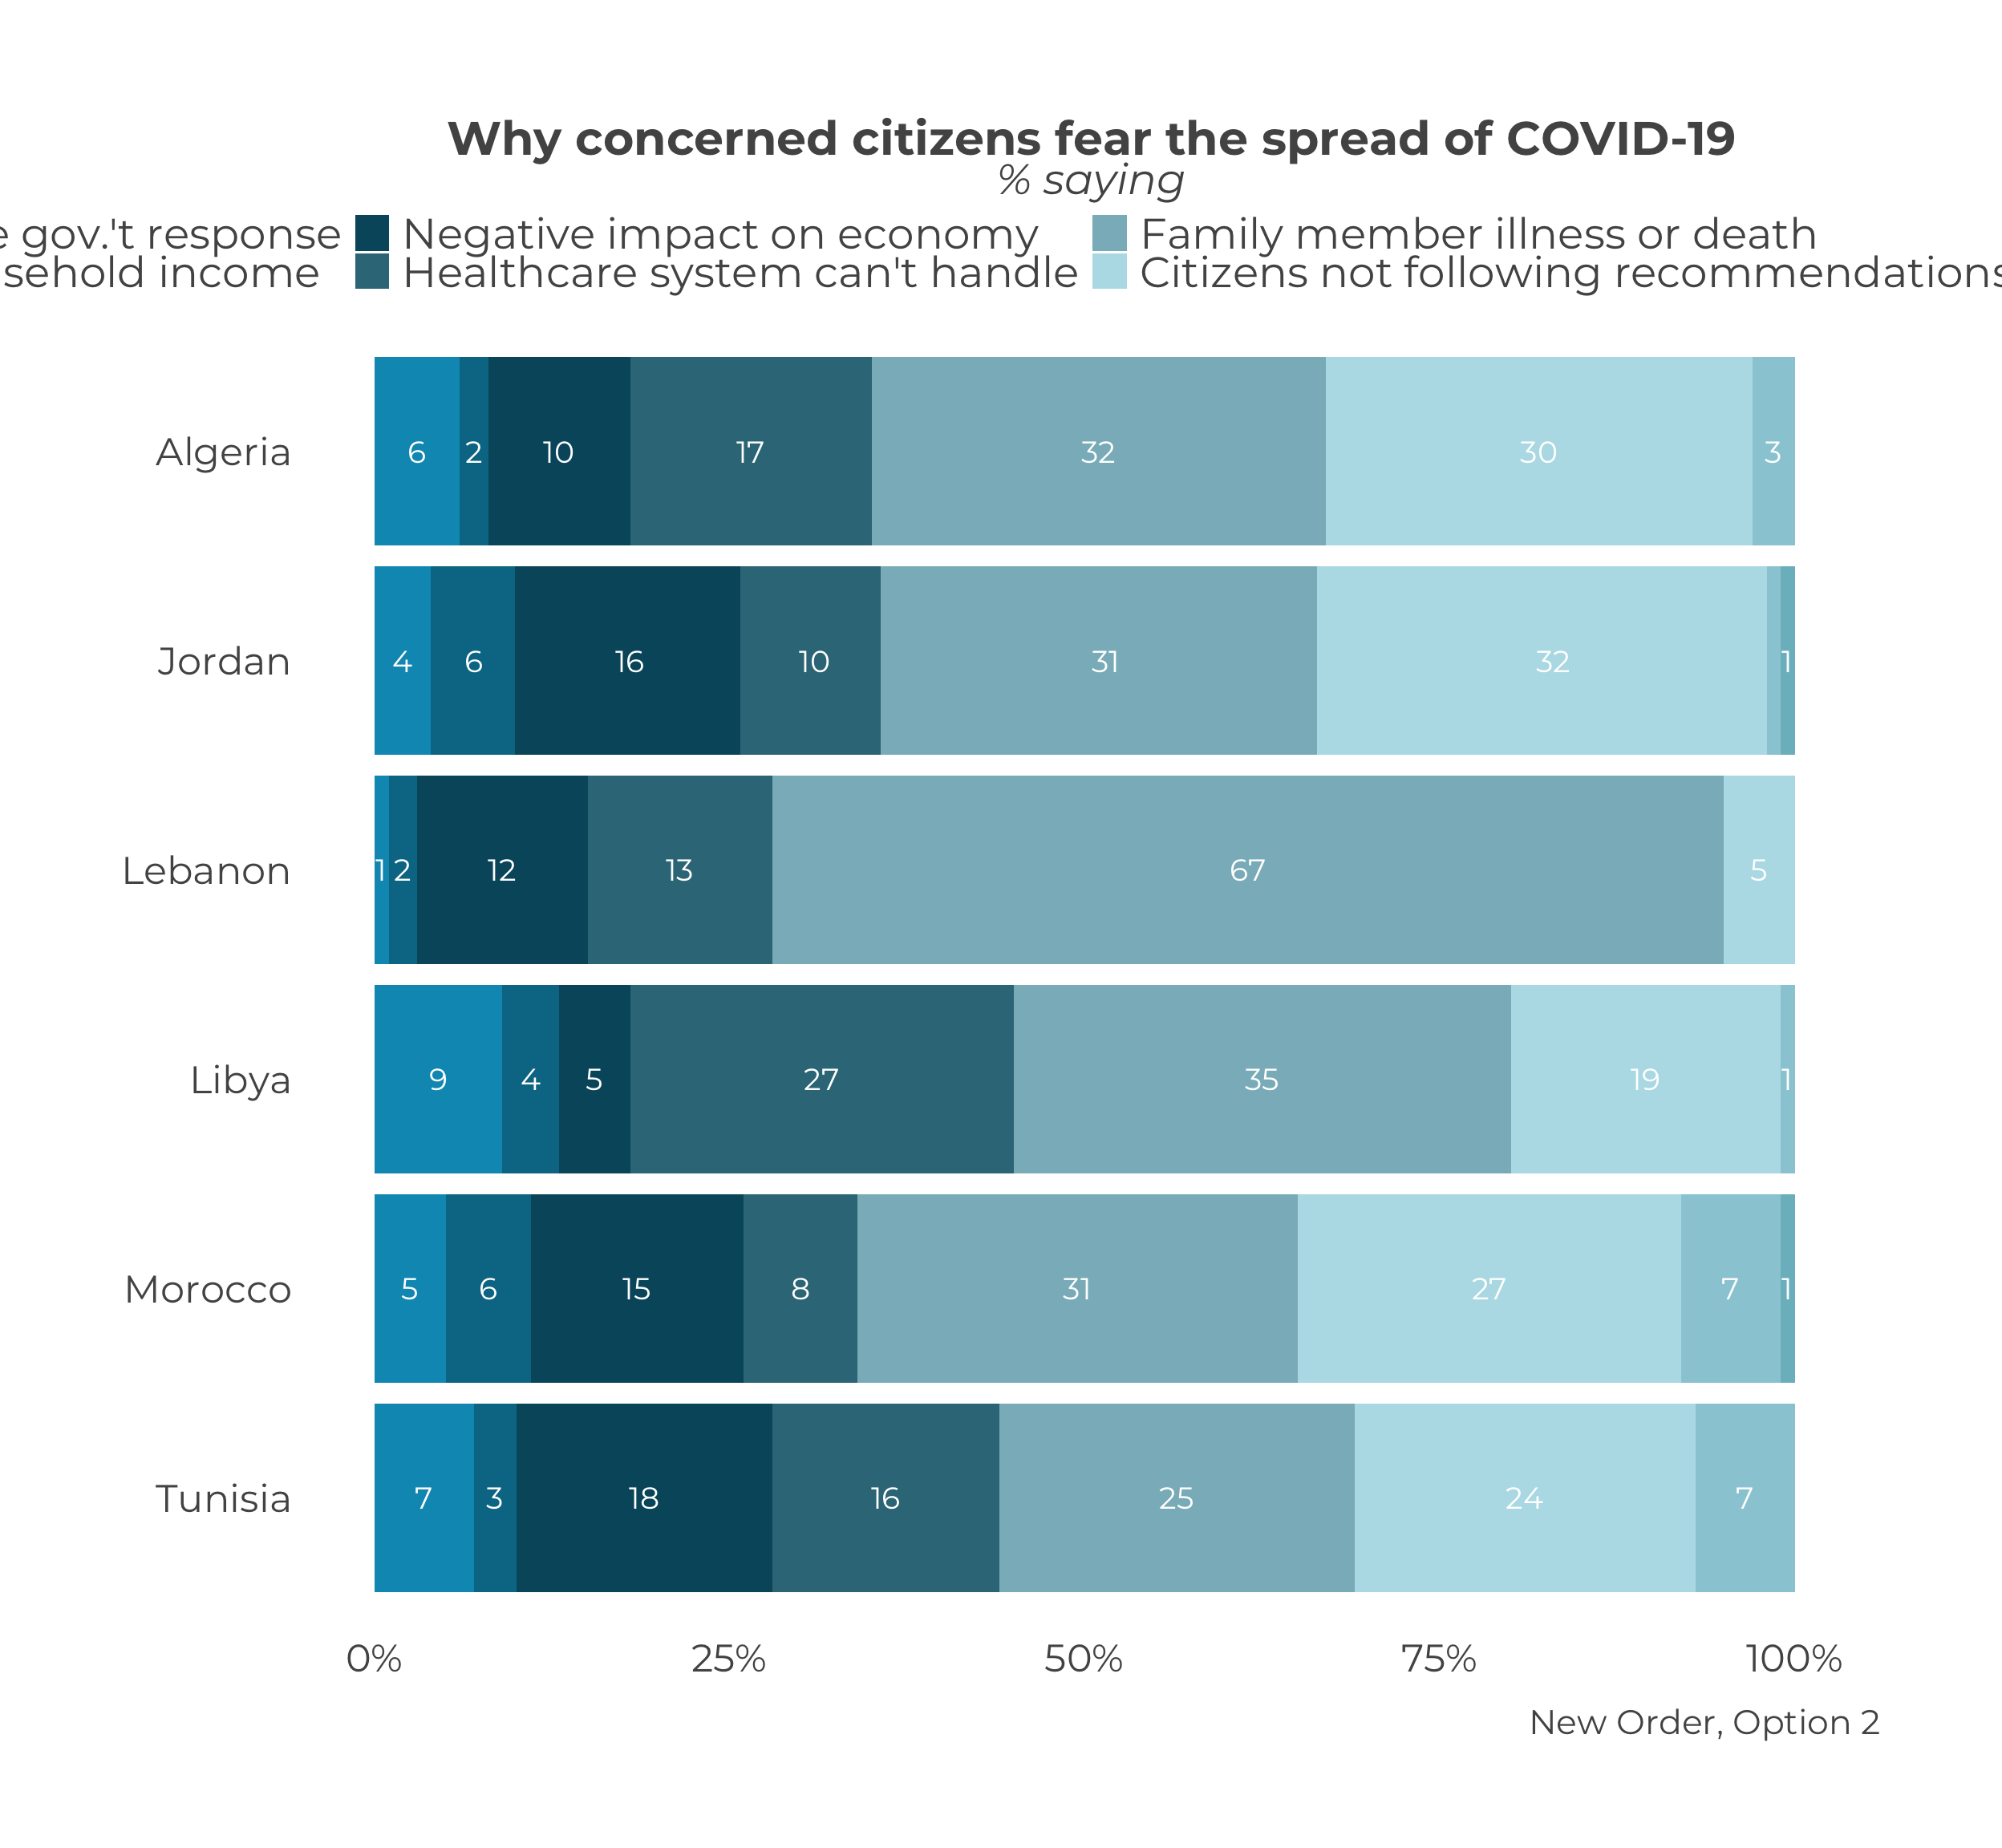 Why concerned citizens fear the spread of COVID-19
% saying
gov.'t response Negative impact on economy Family member illness or death
income Healthcare system can't handle Citizens not following recommendations
Algeria 6 2 10 17 32 30 3
Jordan 4 6 16 10 31 32 1
Lebanon 1 2 12 13 67 5
Libya 9 4 5 27 35 19 1
Morocco 5 6 15 8 31 27 7 1
Tunisia 7 3 18 16 25 24 7
0% 25% 50% 75% 100%
New Order, Option 2